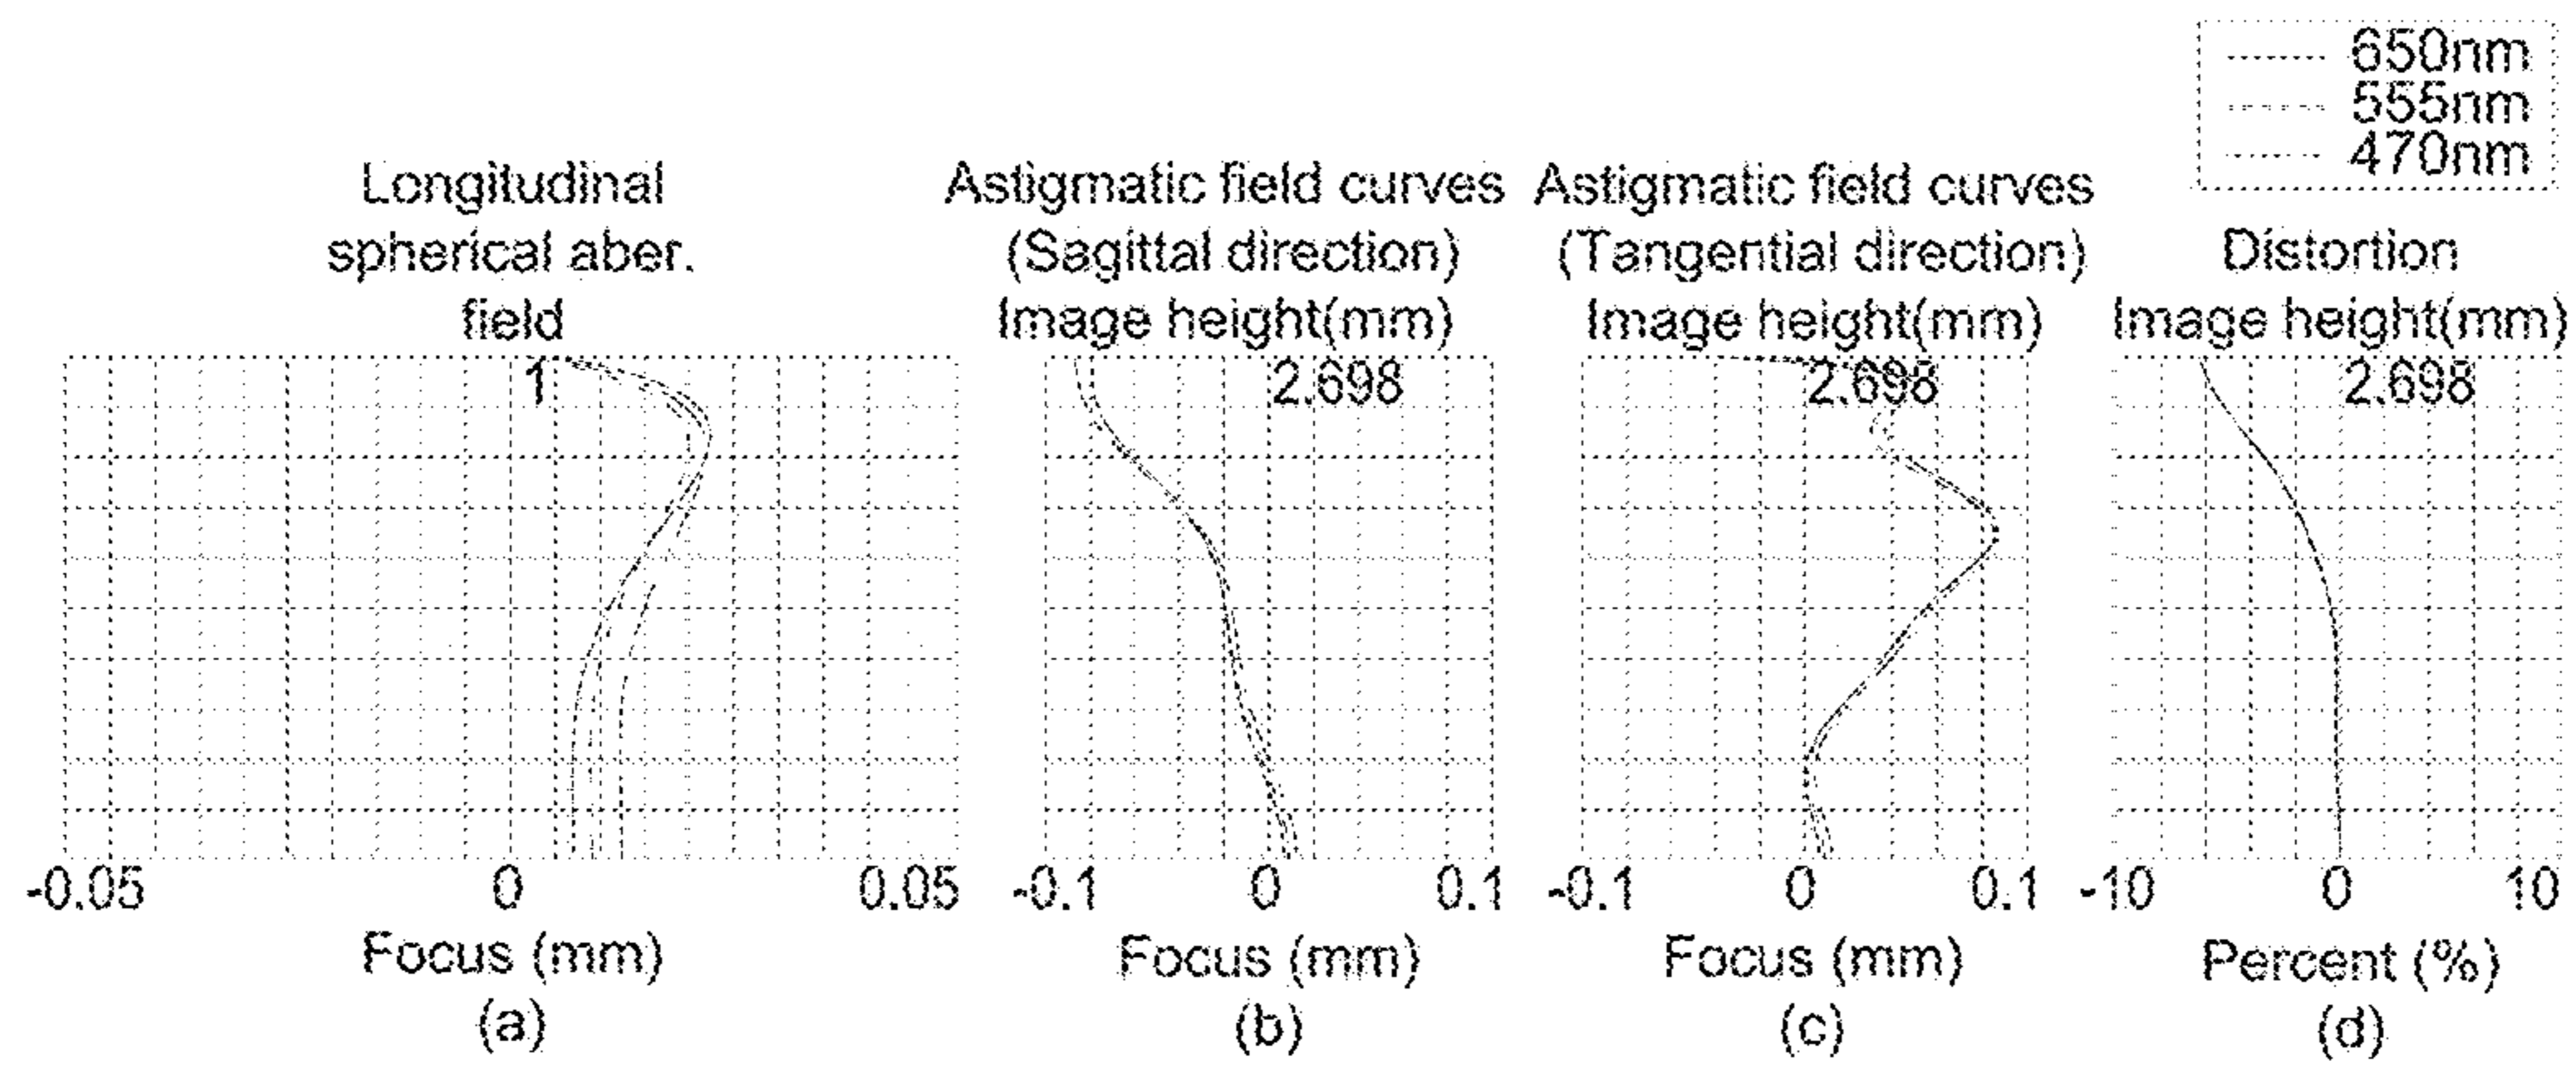 650nm
555nm
470nm
Longitudinal
spherical aber.
field
1
-0.05 0 0.05
Focus (mm)
(a)
Astigmatic field curves
(Sagittal direction)
Image height(mm)
2.698
-0.1 0 0.1
Focus (mm)
(b)
Astigmatic field curves
(Tangential direction)
Image height(mm)
2.698
-0.1 0 0.1
Focus (mm)
(c)
Distortion
Image height(mm)
2.698
-10 0 10
Percent (%)
(d)